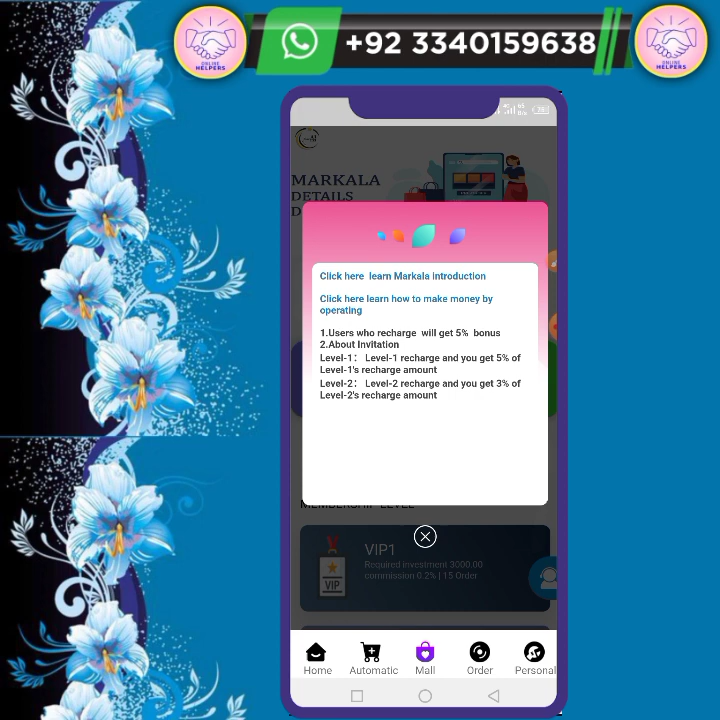 +92 3340159638
ONLINE
HELPERS
ONLINE
HELPERS
MARKALA
DETAILS
Click here learn Markala introduction
Click here learn how to make money by
operating
1.Users who recharge will get 5% bonus
2.About Invitation
Level-1： Level-1 recharge and you get 5% of
Level-1's recharge amount
Level-2： Level-2 recharge and you get 3% of
Level-2's recharge amount
MEMBERSHIP LEVEL
VIP1
Required investment 3000.00
commission 0.2% | 15 Order
VIP
Home
Automatic
Mall
Order
Personal